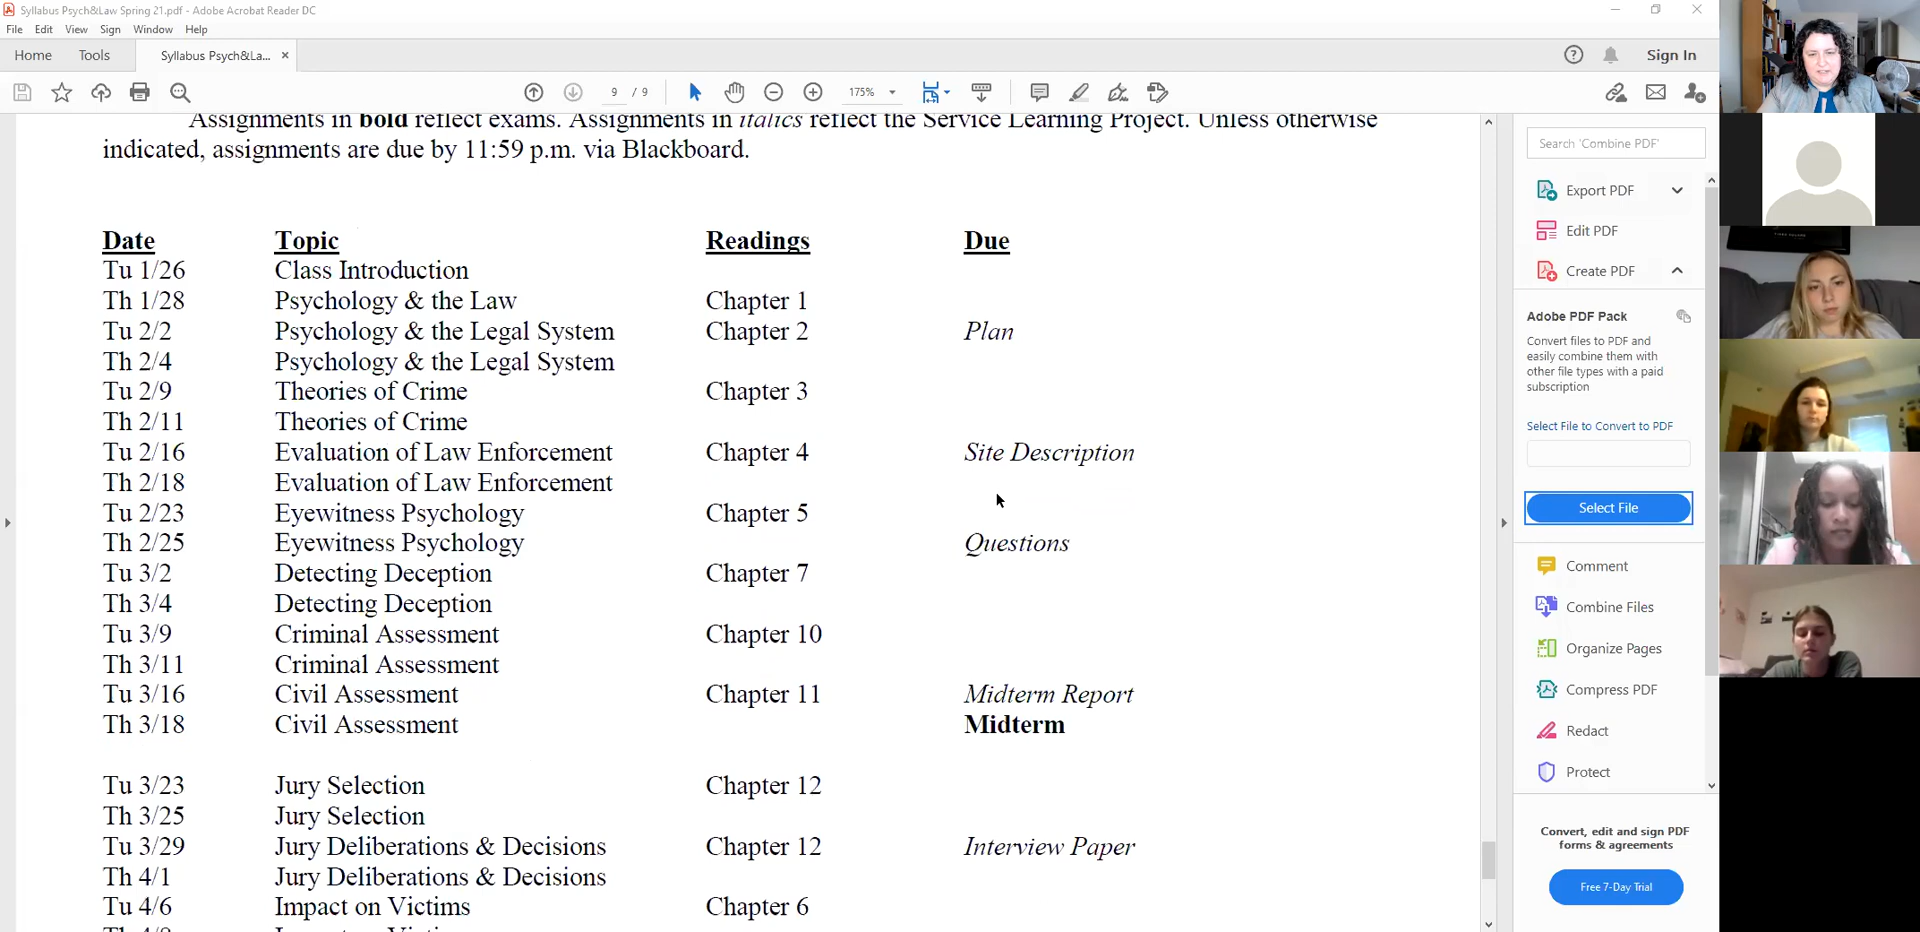 Syllabus Psych&Law Spring 21.pdf - Adobe Acrobat Reader DC
File Edit View Sign Window Help
Home Tools Syllabus Psych&La... × Sign In
9 / 9 175%
Assignments in bold reflect exams. Assignments in italics reflect the Service Learning Project. Unless otherwise
indicated, assignments are due by 11:59 p.m. via Blackboard.
Date Topic Readings Due
Tu 1/26 Class Introduction
Th 1/28 Psychology & the Law Chapter 1
Tu 2/2 Psychology & the Legal System Chapter 2 Plan
Th 2/4 Psychology & the Legal System
Tu 2/9 Theories of Crime Chapter 3
Th 2/11 Theories of Crime
Tu 2/16 Evaluation of Law Enforcement Chapter 4 Site Description
Th 2/18 Evaluation of Law Enforcement
Tu 2/23 Eyewitness Psychology Chapter 5
Th 2/25 Eyewitness Psychology Questions
Tu 3/2 Detecting Deception Chapter 7
Th 3/4 Detecting Deception
Tu 3/9 Criminal Assessment Chapter 10
Th 3/11 Criminal Assessment
Tu 3/16 Civil Assessment Chapter 11 Midterm Report
Th 3/18 Civil Assessment Midterm
Tu 3/23 Jury Selection Chapter 12
Th 3/25 Jury Selection
Tu 3/29 Jury Deliberations & Decisions Chapter 12 Interview Paper
Th 4/1 Jury Deliberations & Decisions
Tu 4/6 Impact on Victims Chapter 6
Search 'Combine PDF'
Export PDF
Edit PDF
Create PDF
Adobe PDF Pack
Convert files to PDF and
easily combine them with
other file types with a paid
subscription
Select File to Convert to PDF
Select File
Comment
Combine Files
Organize Pages
Compress PDF
Redact
Protect
Convert, edit and sign PDF
forms & agreements
Free 7-Day Trial